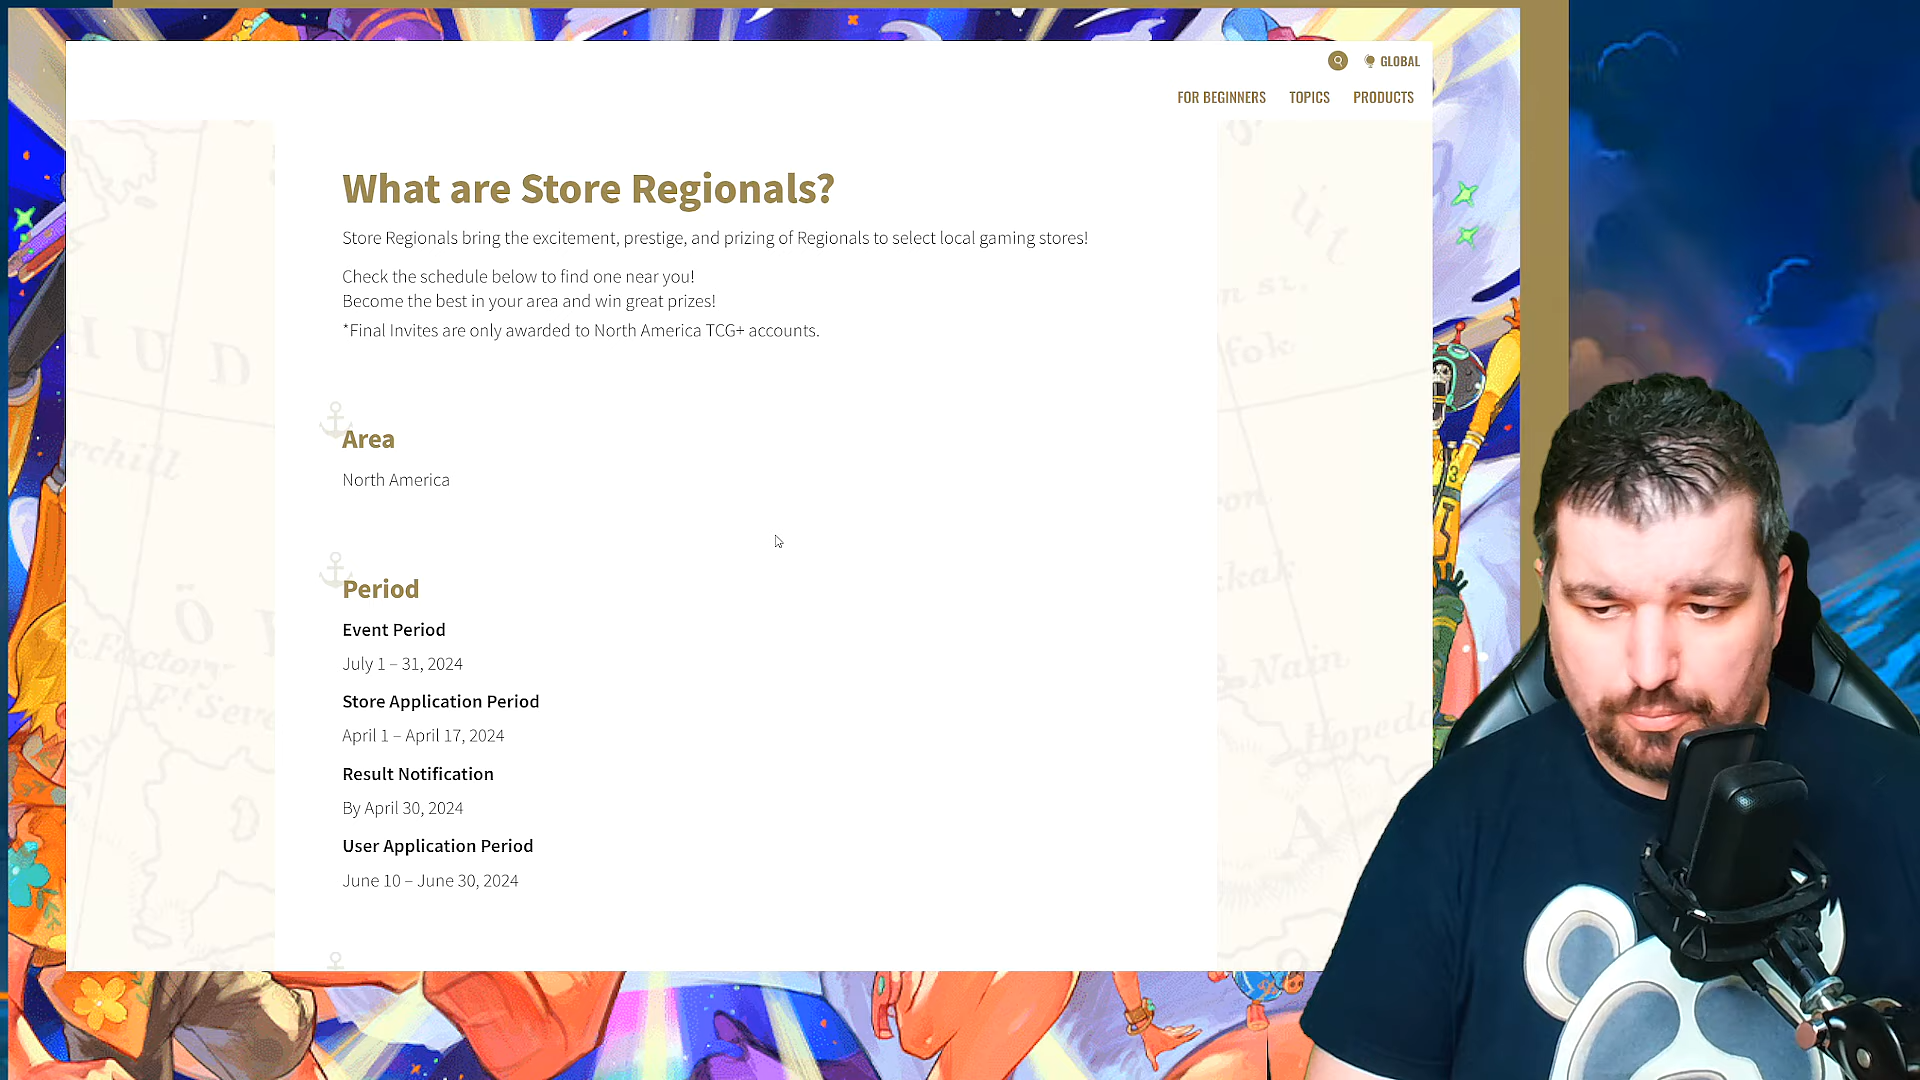 GLOBAL
FOR BEGINNERS TOPICS PRODUCTS
What are Store Regionals?
Store Regionals bring the excitement, prestige, and prizing of Regionals to select local gaming stores!
Check the schedule below to find one near you!
Become the best in your area and win great prizes!
*Final Invites are only awarded to North America TCG+ accounts.
Area
North America
Period
Event Period
July 1 – 31, 2024
Store Application Period
April 1 – April 17, 2024
Result Notification
By April 30, 2024
User Application Period
June 10 – June 30, 2024